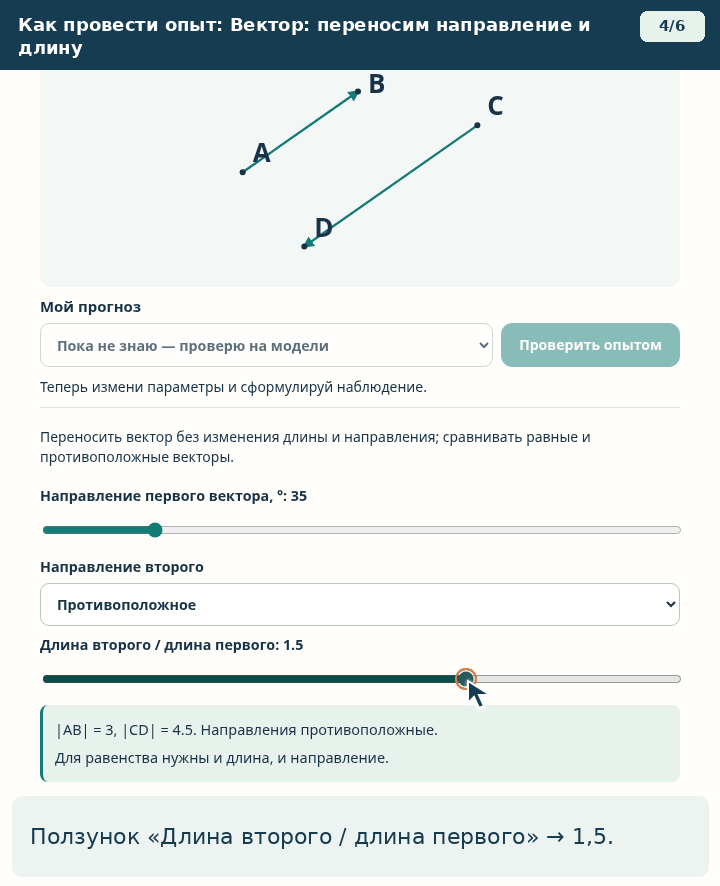 Как провести опыт: Вектор: переносим направление и
длину
4/6
B
C
A
D
Мой прогноз
Пока не знаю — проверю на модели
Проверить опытом
Теперь измени параметры и сформулируй наблюдение.
Переносить вектор без изменения длины и направления; сравнивать равные и
противоположные векторы.
Направление первого вектора, °: 35
Направление второго
Противоположное
Длина второго / длина первого: 1.5
|AB| = 3, |CD| = 4.5. Направления противоположные.
Для равенства нужны и длина, и направление.
Ползунок «Длина второго / длина первого» → 1,5.